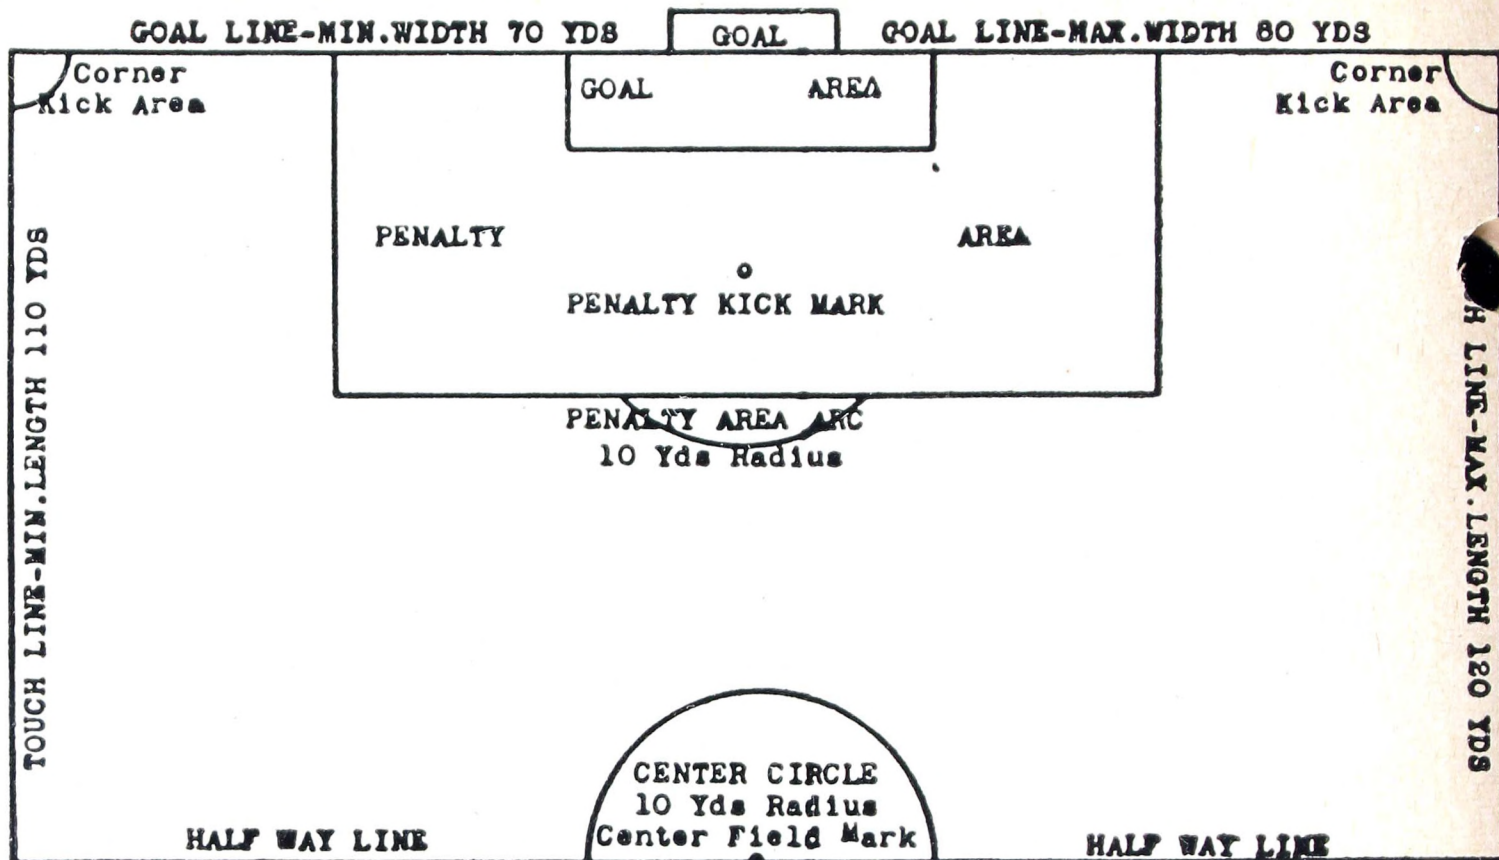 GOAL LINE-MIN.WIDTH 70 YDS
GOAL
GOAL LINE-MAX.WIDTH 80 YDS
Corner
Kick Area
GOAL AREA
Corner
Kick Area
PENALTY AREA
PENALTY KICK MARK
TOUCH LINE-MIN.LENGTH 110 YDS
LINE-MAX.LENGTH 120 YDS
PENALTY AREA ARC
10 Yds Radius
CENTER CIRCLE
10 Yds Radius
Center Field Mark
HALF WAY LINE
HALF WAY LINE